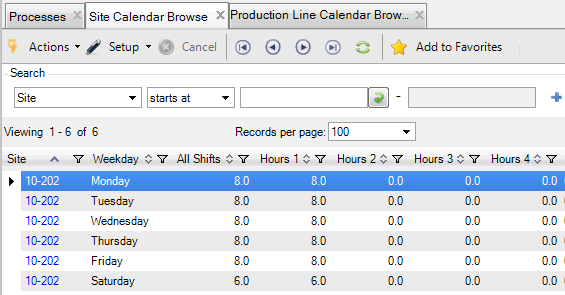 Processes Site Calendar Browse Production Line Calendar Brow...
Actions Setup Cancel Add to Favorites
Search
Site starts at -
Viewing 1 - 6 of 6 Records per page: 100
Site Weekday All Shifts Hours 1 Hours 2 Hours 3 Hours 4
10-202 Monday 8.0 8.0 0.0 0.0 0.0
10-202 Tuesday 8.0 8.0 0.0 0.0 0.0
10-202 Wednesday 8.0 8.0 0.0 0.0 0.0
10-202 Thursday 8.0 8.0 0.0 0.0 0.0
10-202 Friday 8.0 8.0 0.0 0.0 0.0
10-202 Saturday 6.0 6.0 0.0 0.0 0.0